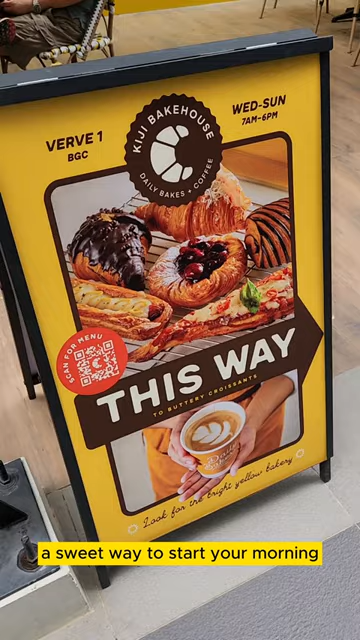 VERVE 1
BGC
KIJI BAKEHOUSE
DAILY BAKES • COFFEE
WED-SUN
7AM-6PM
SCAN FOR MENU
THIS WAY
TO BUTTERY CROISSANTS
Look for the bright yellow bakery
a sweet way to start your morning